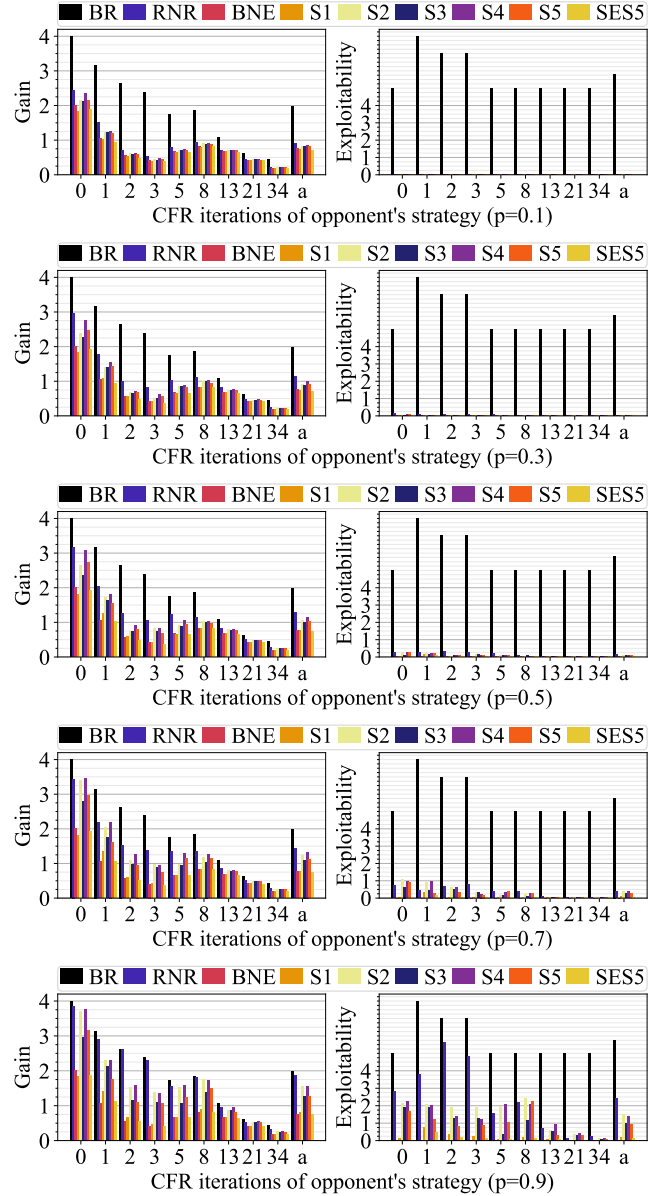 BR RNR BNE S1 S2 S3 S4 S5 SES5
Gain
4
3
2
1
0
0 1 2 3 5 8 13 21 34 a
Exploitability
4
3
2
1
0
0 1 2 3 5 8 13 21 34 a
CFR iterations of opponent's strategy (p=0.1)
BR RNR BNE S1 S2 S3 S4 S5 SES5
Gain
4
3
2
1
0
0 1 2 3 5 8 13 21 34 a
Exploitability
4
2
1
0
0 1 2 3 5 8 13 21 34 a
CFR iterations of opponent's strategy (p=0.3)
BR RNR BNE S1 S2 S3 S4 S5 SES5
Gain
4
3
2
1
0
0 1 2 3 5 8 13 21 34 a
Exploitability
4
3
2
1
0
0 1 2 3 5 8 13 21 34 a
CFR iterations of opponent's strategy (p=0.5)
BR RNR BNE S1 S2 S3 S4 S5 SES5
Gain
4
3
2
1
0
0 1 2 3 5 8 13 21 34 a
Exploitability
4
3
2
1
0
0 1 2 3 5 8 13 21 34 a
CFR iterations of opponent's strategy (p=0.7)
BR RNR BNE S1 S2 S3 S4 S5 SES5
Gain
4
3
2
1
0
0 1 2 3 5 8 13 21 34 a
Exploitability
4
3
2
1
0
0 1 2 3 5 8 13 21 34 a
CFR iterations of opponent's strategy (p=0.9)